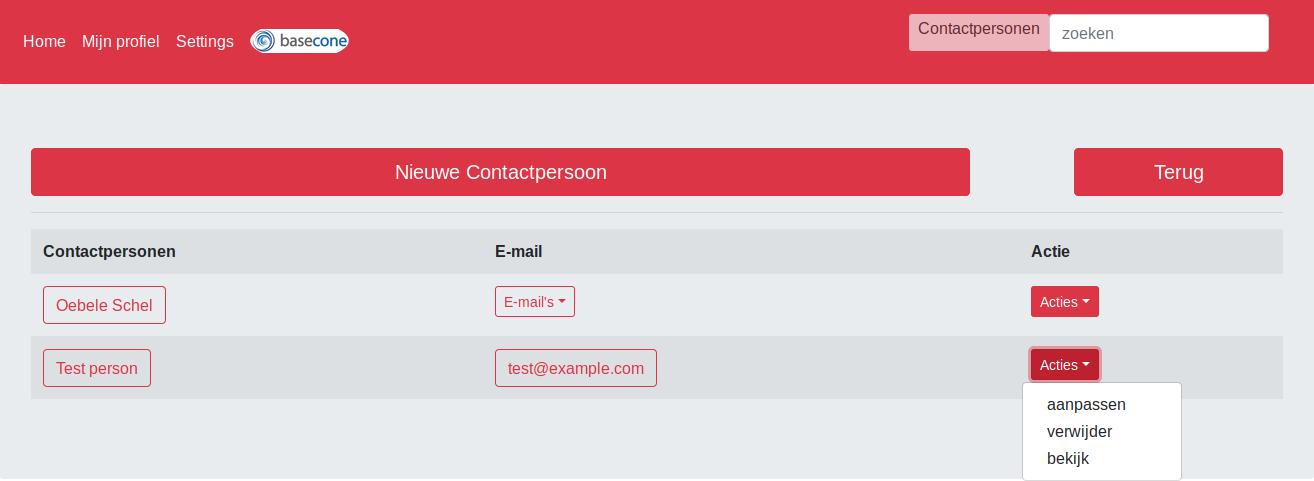 Home Mijn profiel Settings basecone Contactpersonen zoeken
Nieuwe Contactpersoon Terug
Contactpersonen E-mail Actie
Oebele Schel E-mail's Acties
Test person test@example.com Acties
aanpassen
verwijder
bekijk